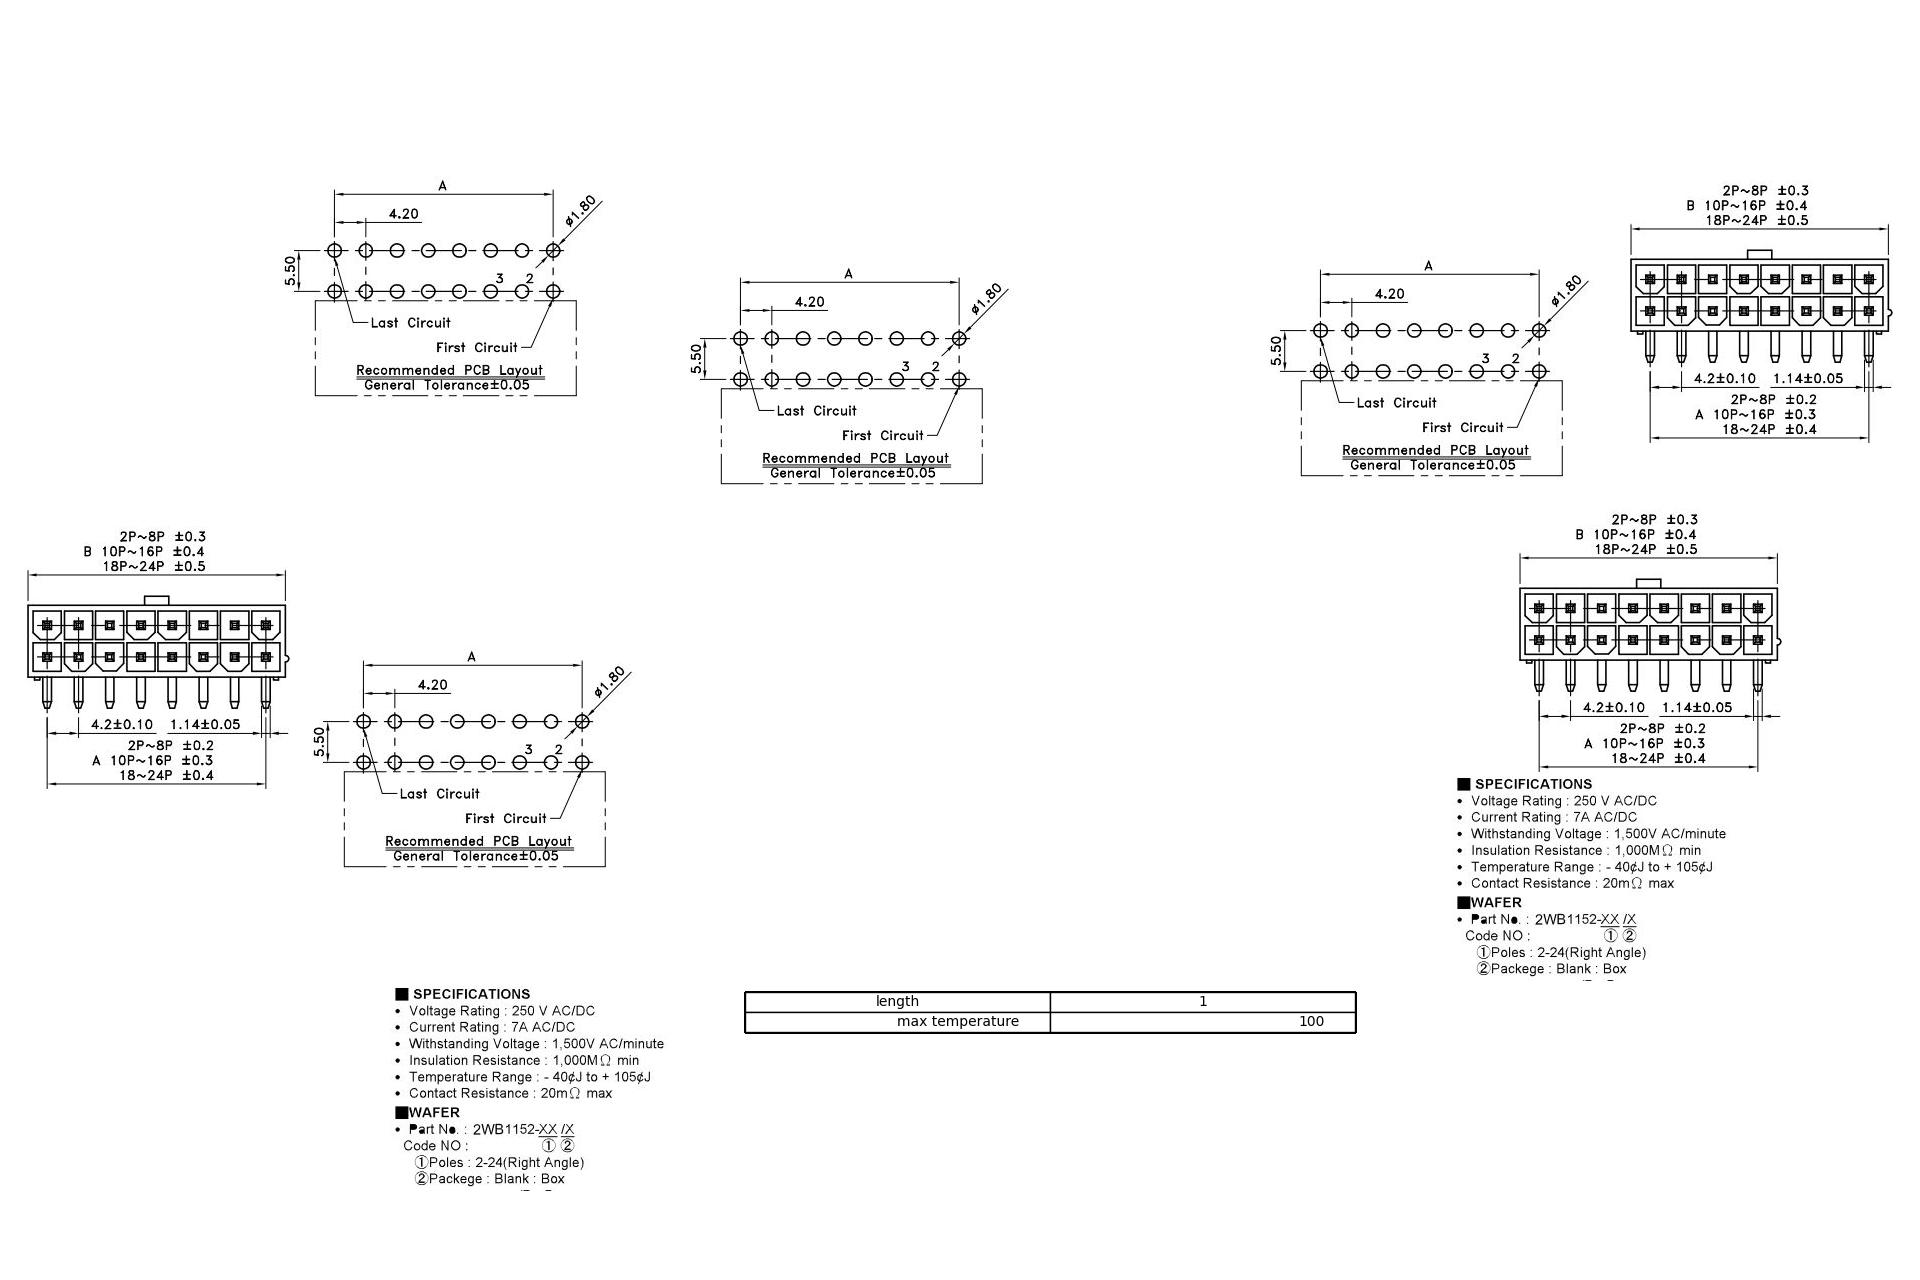 A
4.20
ø1.80
5.50
3 2
Last Circuit
First Circuit
Recommended PCB Layout
General Tolerance±0.05
A
4.20
ø1.80
5.50
3 2
Last Circuit
First Circuit
Recommended PCB Layout
General Tolerance±0.05
A
4.20
ø1.80
5.50
3 2
Last Circuit
First Circuit
Recommended PCB Layout
General Tolerance±0.05
2P~8P ±0.3
B 10P~16P ±0.4
18P~24P ±0.5
4.2±0.10 1.14±0.05
2P~8P ±0.2
A 10P~16P ±0.3
18~24P ±0.4
2P~8P ±0.3
B 10P~16P ±0.4
18P~24P ±0.5
4.2±0.10 1.14±0.05
2P~8P ±0.2
A 10P~16P ±0.3
18~24P ±0.4
A
4.20
ø1.80
5.50
3 2
Last Circuit
First Circuit
Recommended PCB Layout
General Tolerance±0.05
2P~8P ±0.3
B 10P~16P ±0.4
18P~24P ±0.5
4.2±0.10 1.14±0.05
2P~8P ±0.2
A 10P~16P ±0.3
18~24P ±0.4
■ SPECIFICATIONS
• Voltage Rating : 250 V AC/DC
• Current Rating : 7A AC/DC
• Withstanding Voltage : 1,500V AC/minute
• Insulation Resistance : 1,000MΩ min
• Temperature Range : - 40¢J to + 105¢J
• Contact Resistance : 20mΩ max
■WAFER
• Part No. : 2WB1152-XX /X
Code NO : ① ②
①Poles : 2-24(Right Angle)
②Packege : Blank : Box
■ SPECIFICATIONS
• Voltage Rating : 250 V AC/DC
• Current Rating : 7A AC/DC
• Withstanding Voltage : 1,500V AC/minute
• Insulation Resistance : 1,000MΩ min
• Temperature Range : - 40¢J to + 105¢J
• Contact Resistance : 20mΩ max
■WAFER
• Part No. : 2WB1152-XX /X
Code NO : ① ②
①Poles : 2-24(Right Angle)
②Packege : Blank : Box
length 1
max temperature 100